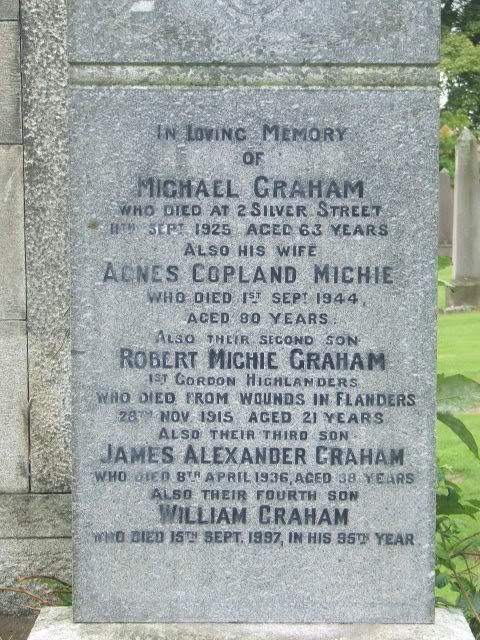 IN LOVING MEMORY
OF
MICHAEL GRAHAM
WHO DIED AT 2 SILVER STREET
11TH SEPT 1925 AGED 63 YEARS
ALSO HIS WIFE
AGNES COPLAND MICHIE
WHO DIED 1ST SEPT 1944,
AGED 80 YEARS.
ALSO THEIR SECOND SON
ROBERT MICHIE GRAHAM
1ST GORDON HIGHLANDERS
WHO DIED FROM WOUNDS IN FLANDERS
28TH NOV 1915 AGED 21 YEARS
ALSO THEIR THIRD SON
JAMES ALEXANDER GRAHAM
WHO DIED 8TH APRIL 1936, AGED 38 YEARS
ALSO THEIR FOURTH SON
WILLIAM GRAHAM
WHO DIED 15TH SEPT. 1997, IN HIS 95TH YEAR